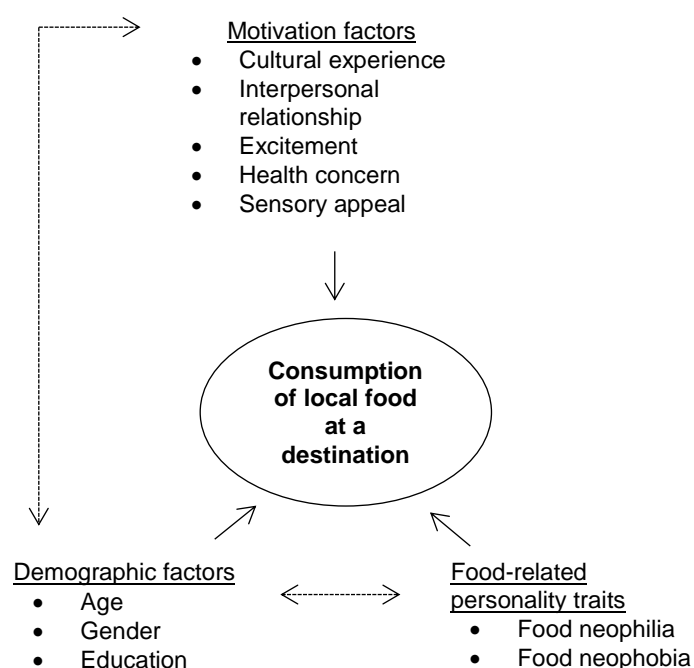 Motivation factors
• Cultural experience
• Interpersonal
relationship
• Excitement
• Health concern
• Sensory appeal
Consumption
of local food
at a
destination
Demographic factors
• Age
• Gender
• Education
Food-related
personality traits
• Food neophilia
• Food neophobia